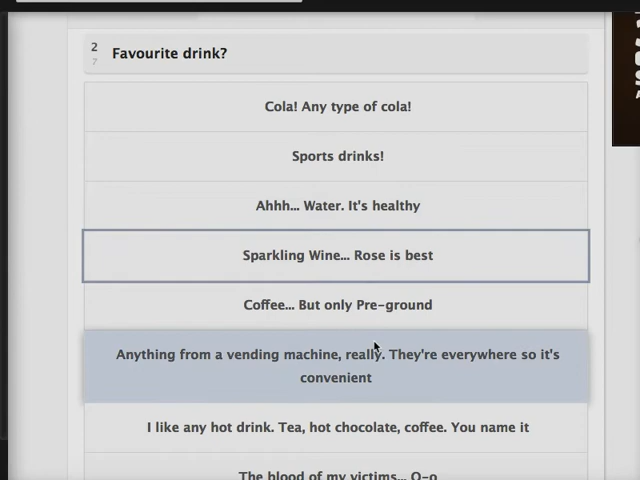 2
7
Favourite drink?
Cola! Any type of cola!
Sports drinks!
Ahhh... Water. It's healthy
Sparkling Wine... Rose is best
Coffee... But only Pre-ground
Anything from a vending machine, really. They're everywhere so it's
convenient
I like any hot drink. Tea, hot chocolate, coffee. You name it
The blood of my victims... O-o